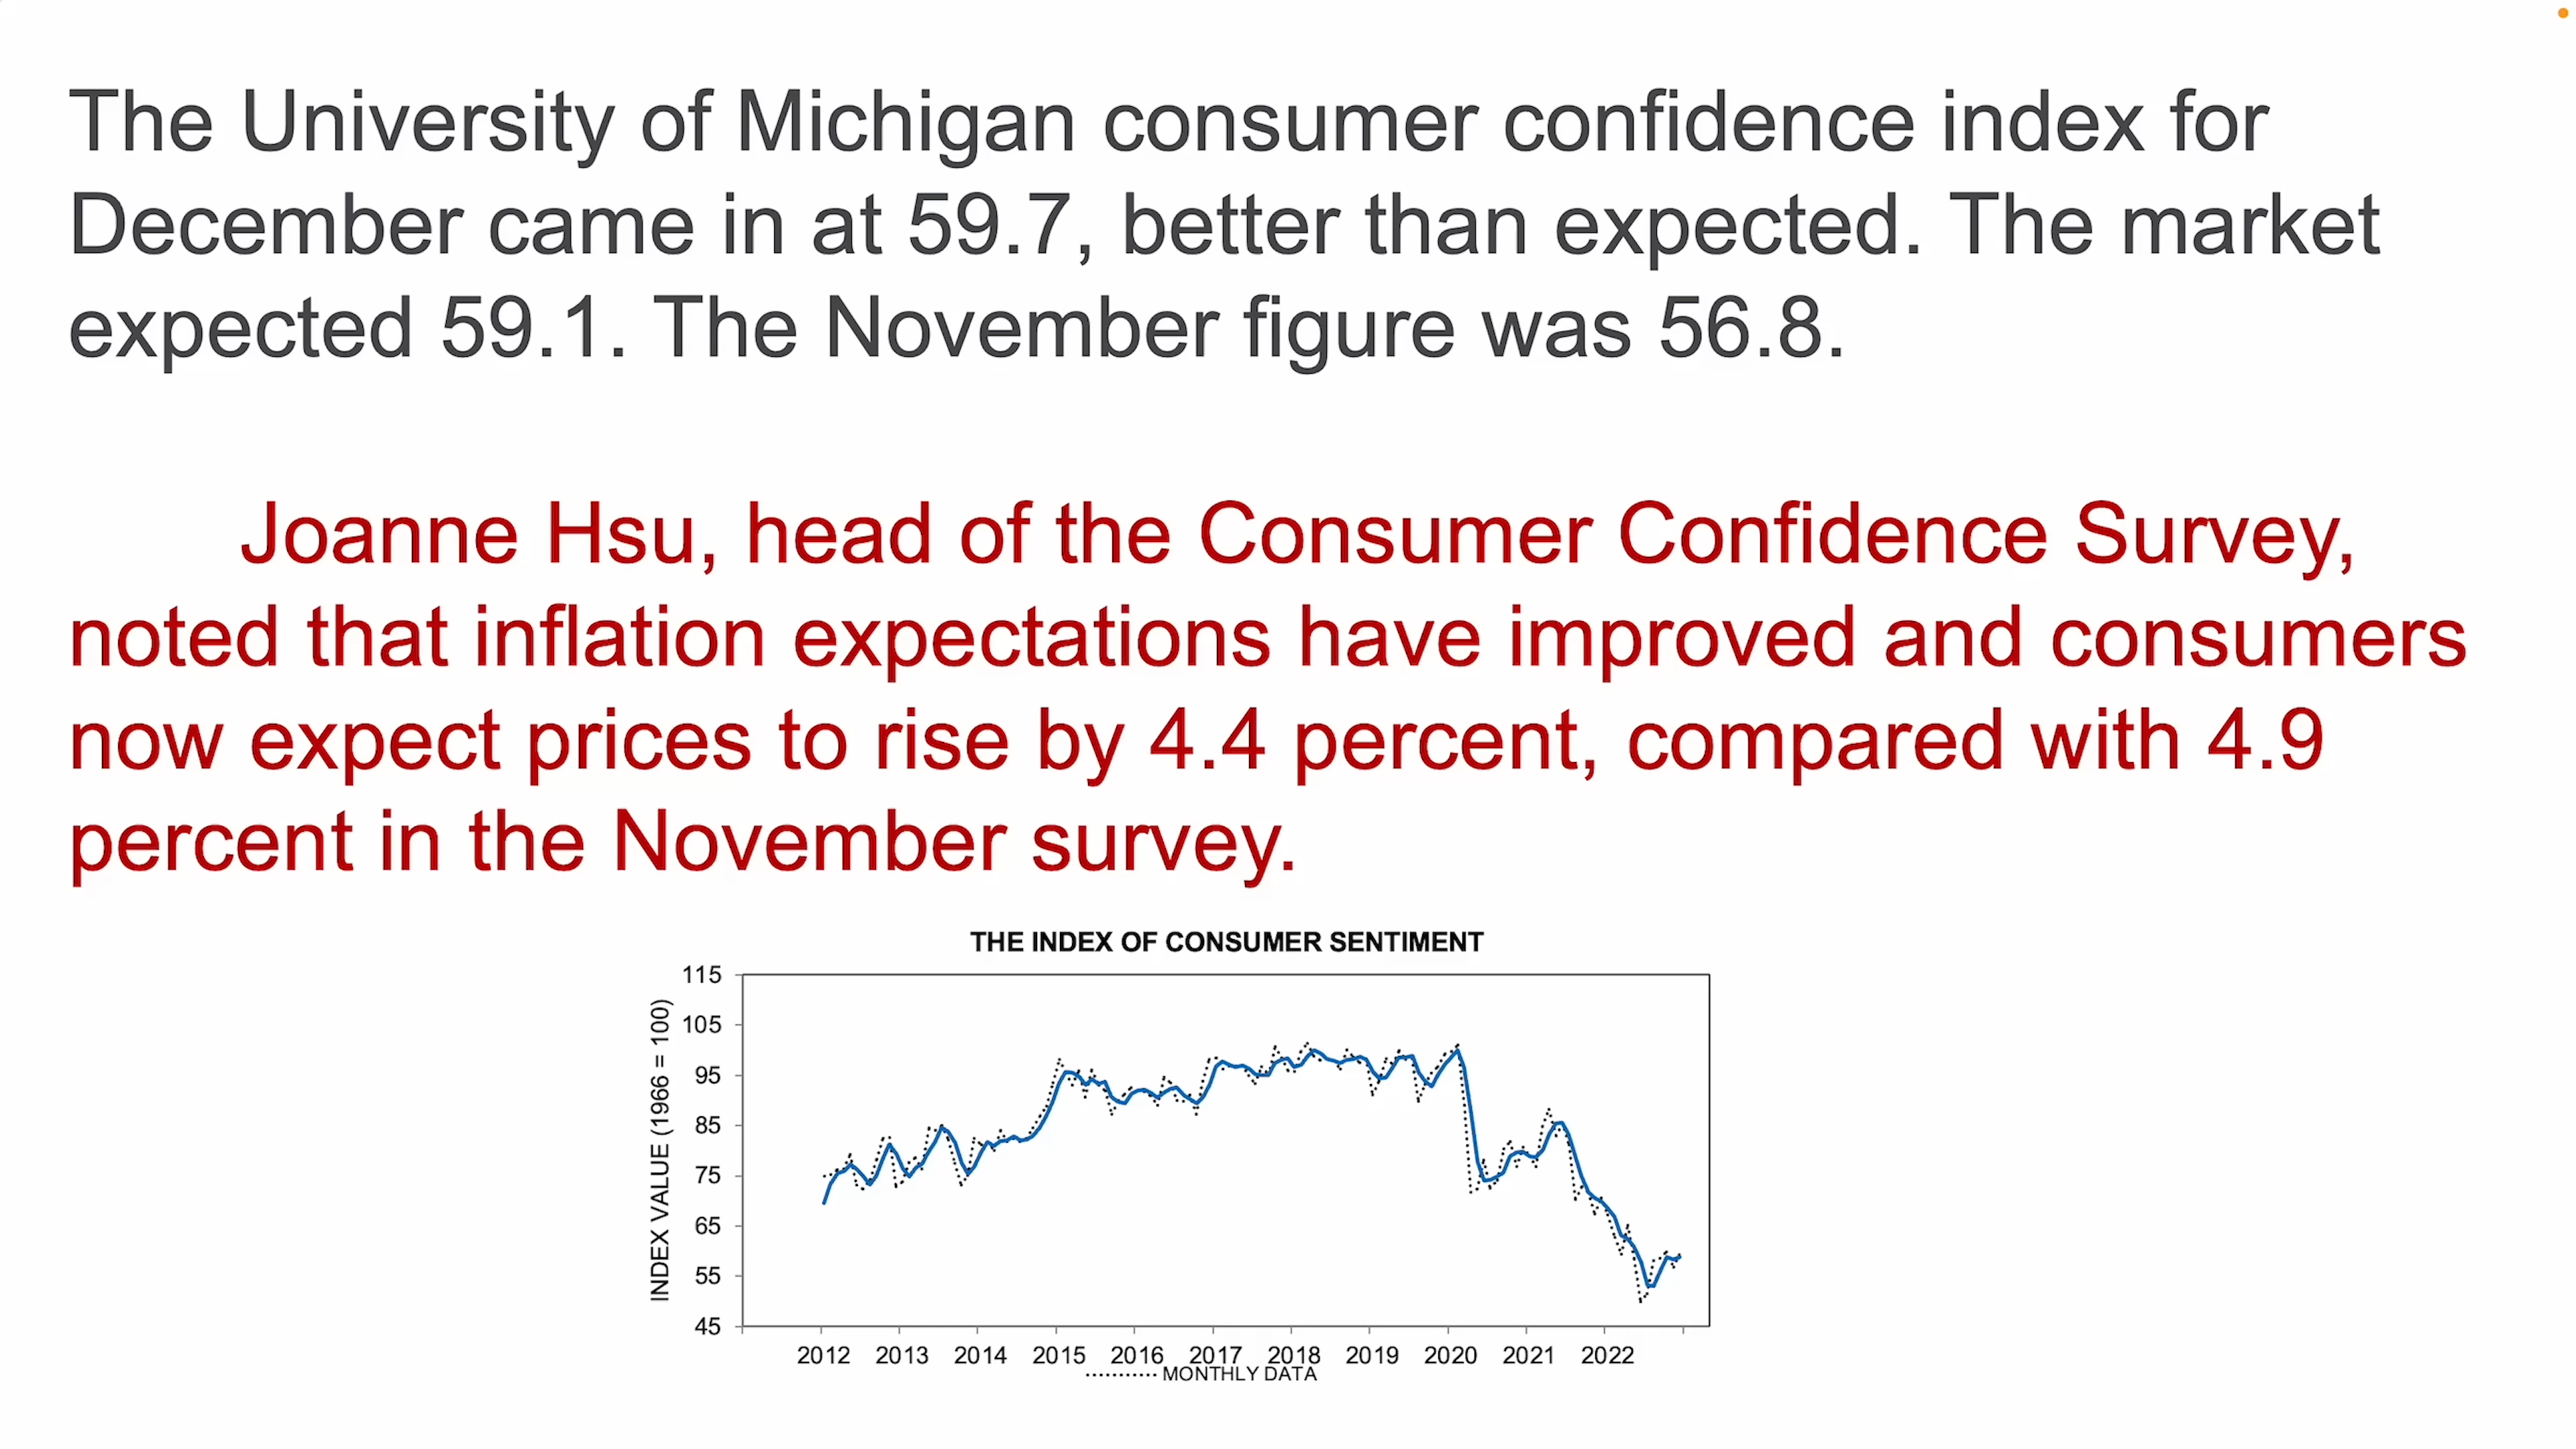 The University of Michigan consumer confidence index for
December came in at 59.7, better than expected. The market
expected 59.1. The November figure was 56.8.
Joanne Hsu, head of the Consumer Confidence Survey,
noted that inflation expectations have improved and consumers
now expect prices to rise by 4.4 percent, compared with 4.9
percent in the November survey.
THE INDEX OF CONSUMER SENTIMENT
INDEX VALUE (1966 = 100)
115
105
95
85
75
65
55
45
2012 2013 2014 2015 2016 2017 2018 2019 2020 2021 2022
MONTHLY DATA